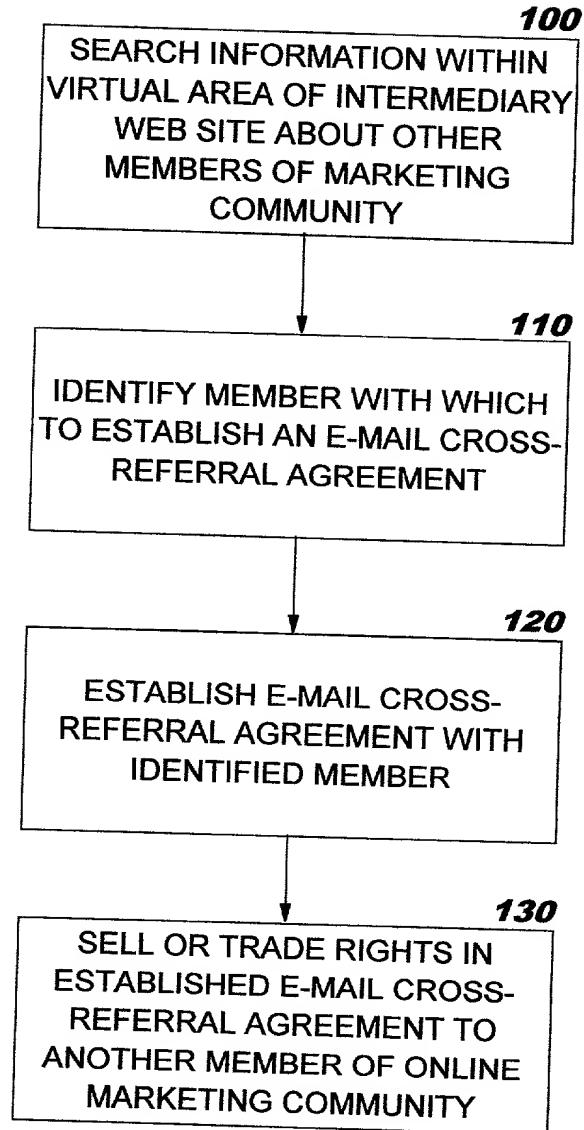 100
SEARCH INFORMATION WITHIN
VIRTUAL AREA OF INTERMEDIARY
WEB SITE ABOUT OTHER
MEMBERS OF MARKETING
COMMUNITY
110
IDENTIFY MEMBER WITH WHICH
TO ESTABLISH AN E-MAIL CROSS-
REFERRAL AGREEMENT
120
ESTABLISH E-MAIL CROSS-
REFERRAL AGREEMENT WITH
IDENTIFIED MEMBER
130
SELL OR TRADE RIGHTS IN
ESTABLISHED E-MAIL CROSS-
REFERRAL AGREEMENT TO
ANOTHER MEMBER OF ONLINE
MARKETING COMMUNITY